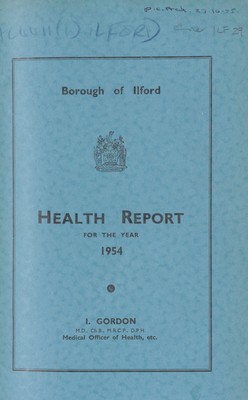 Borough of Ilford
HEALTH REPORT
FOR THE YEAR
1954
I. GORDON
M.D., Ch.B., M.R.C.P., D.P.H.
Medical Officer of Health, etc.